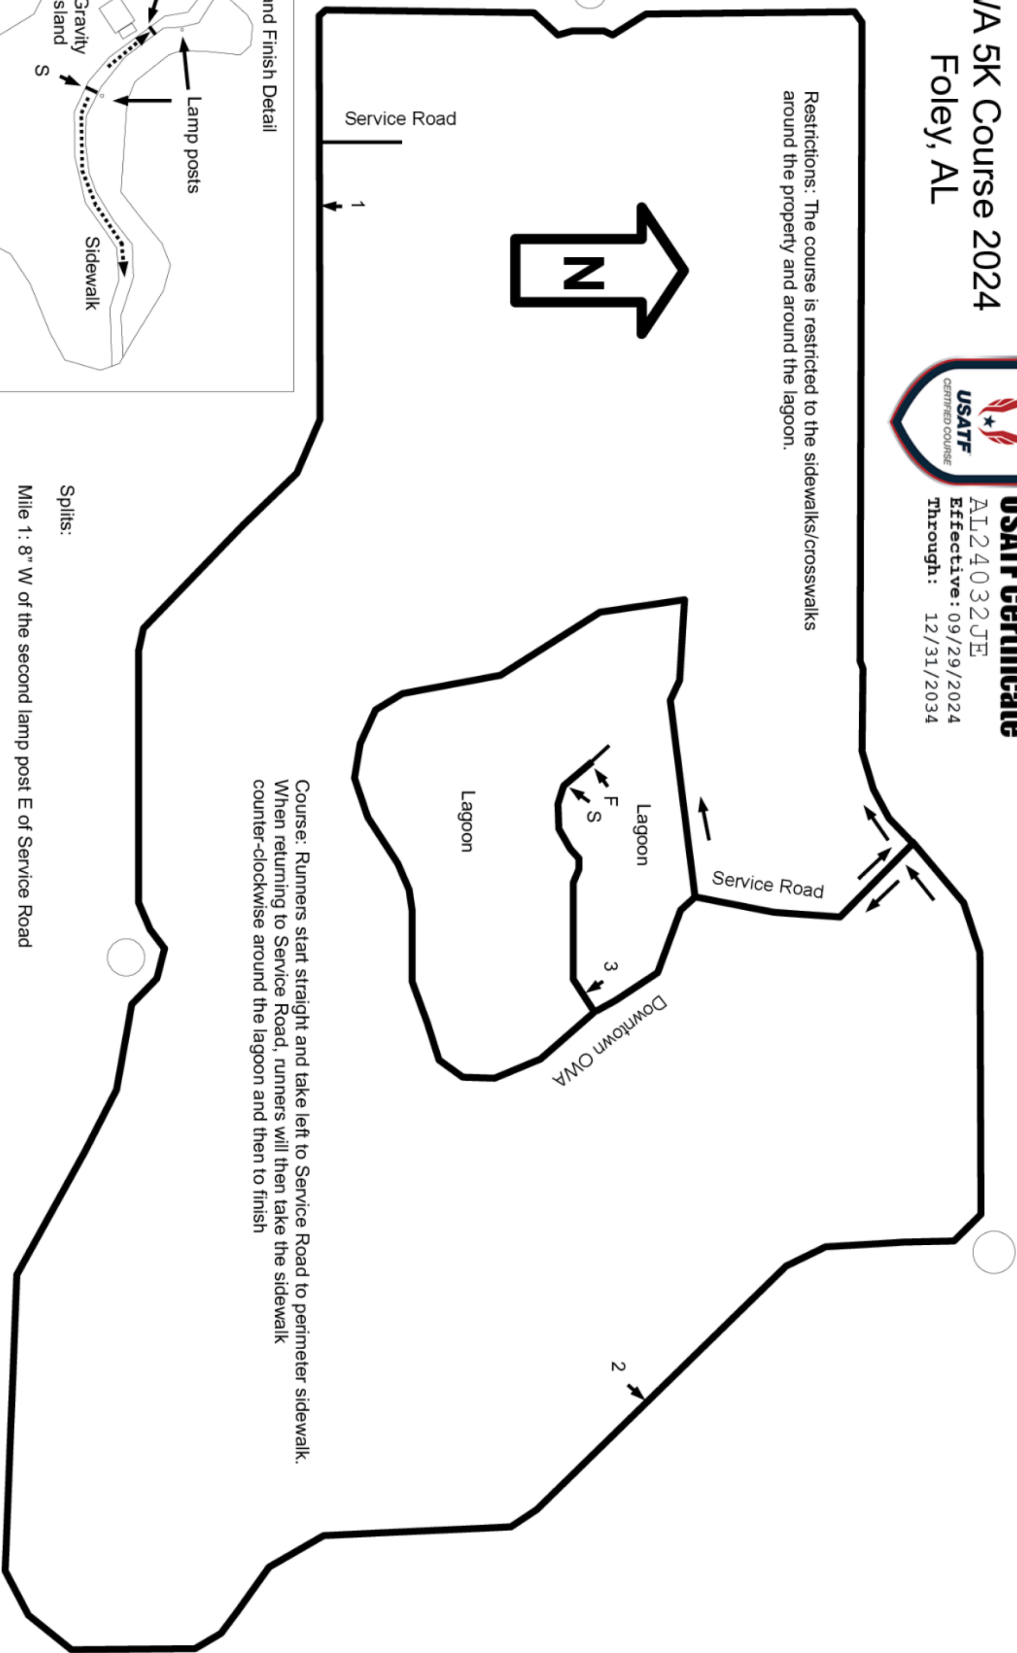 WA 5K Course 2024
Foley, AL
USATF
CERTIFIED COURSE
USATF Certificate
AL24032JE
Effective: 09/29/2024
Through: 12/31/2034
Restrictions: The course is restricted to the sidewalks/crosswalks
around the property and around the lagoon.
N
Service Road
1
Service Road
Lagoon
F
S
Lagoon
3
Downtown OWA
2
Course: Runners start straight and take left to Service Road to perimeter sidewalk.
When returning to Service Road, runners will then take the sidewalk
counter-clockwise around the lagoon and then to finish
and Finish Detail
Lamp posts
Gravity
Island
S
Sidewalk
Splits:
Mile 1: 8" W of the second lamp post E of Service Road